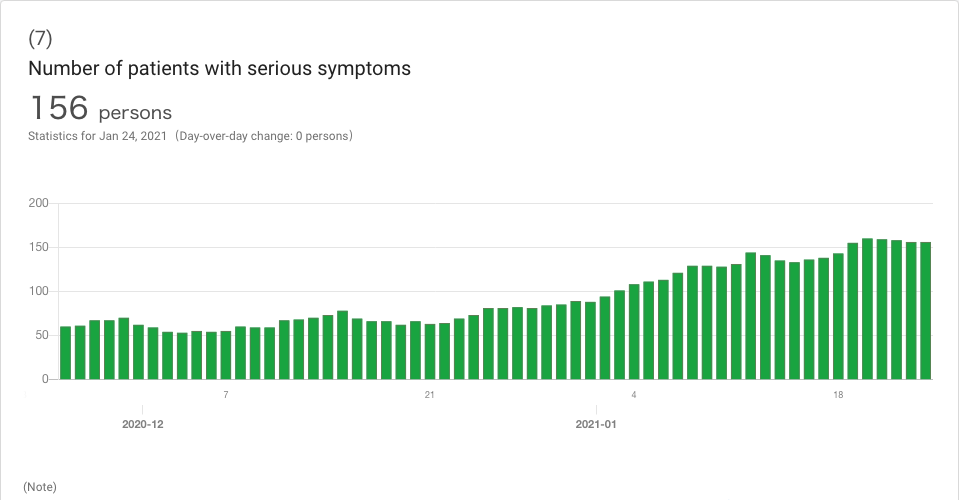 (7)
Number of patients with serious symptoms
156 persons
Statistics for Jan 24, 2021 (Day-over-day change: 0 persons)
200
150
100
50
0
7 21 4 18
2020-12 2021-01
(Note)